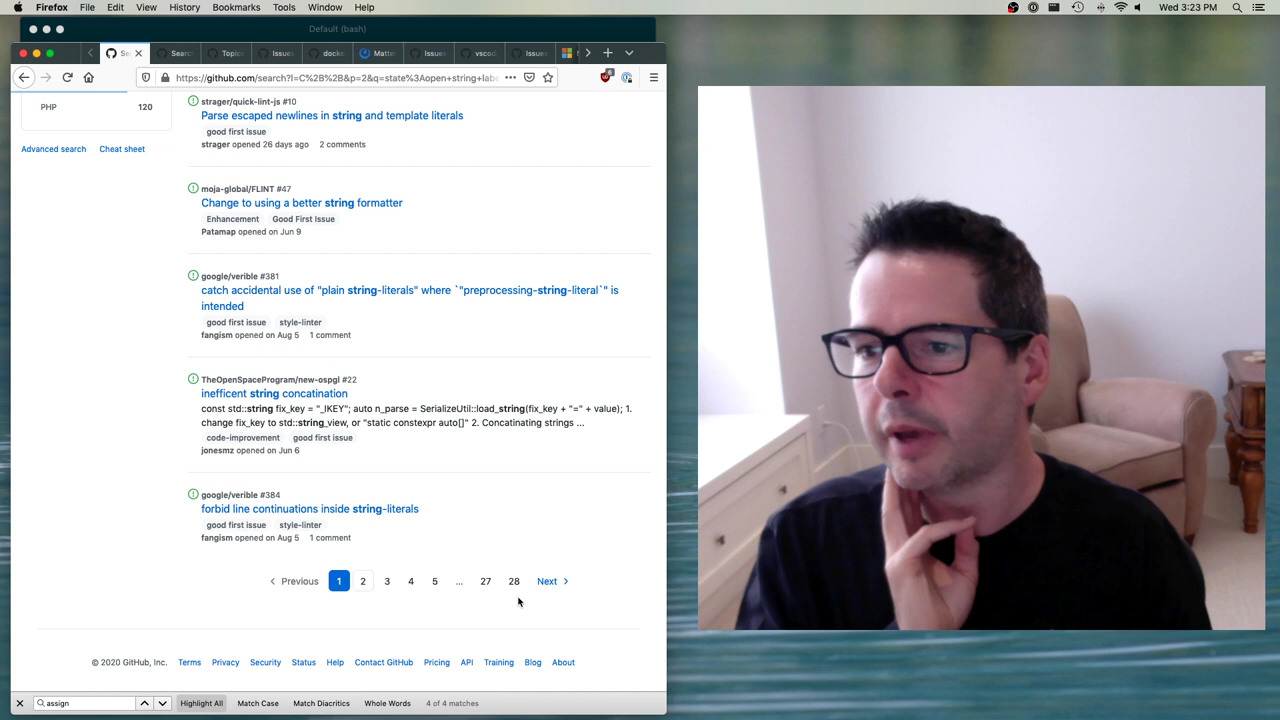 Firefox File Edit View History Bookmarks Tools Window Help
Wed 3:23 PM
Default (bash)
Se
Searc
Topics
Issues
docke
Matte
Issues
vscod
Issues
https://github.com/search?l=C%2B%2B&p=2&q=state%3Aopen+string+labe
PHP 120
Advanced search Cheat sheet
strager/quick-lint-js #10
Parse escaped newlines in string and template literals
good first issue
strager opened 26 days ago 2 comments
moja-global/FLINT #47
Change to using a better string formatter
Enhancement Good First Issue
Patamap opened on Jun 9
google/verible #381
catch accidental use of "plain string-literals" where `"preprocessing-string-literal`" is
intended
good first issue style-linter
fangism opened on Aug 5 1 comment
TheOpenSpaceProgram/new-ospgl #22
inefficent string concatination
const std::string fix_key = "_IKEY"; auto n_parse = SerializeUtil::load_string(fix_key + "=" + value); 1.
change fix_key to std::string_view, or "static constexpr auto[]" 2. Concatinating strings ...
code-improvement good first issue
jonesmz opened on Jun 6
google/verible #384
forbid line continuations inside string-literals
good first issue style-linter
fangism opened on Aug 5 1 comment
Previous 1 2 3 4 5 ... 27 28 Next
© 2020 GitHub, Inc. Terms Privacy Security Status Help Contact GitHub Pricing API Training Blog About
assign Highlight All Match Case Match Diacritics Whole Words 4 of 4 matches